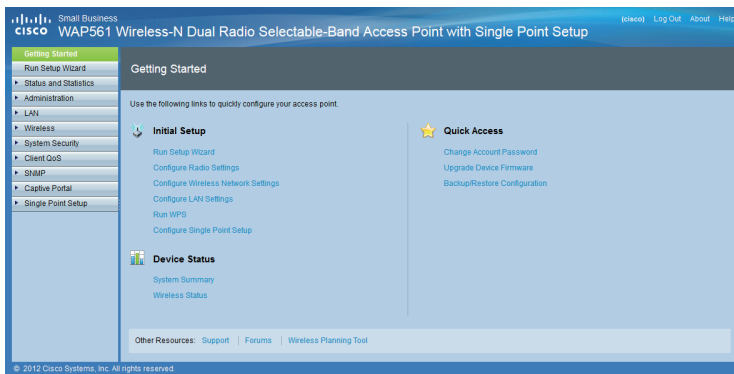 Small Business
CISCO WAP561 Wireless-N Dual Radio Selectable-Band Access Point with Single Point Setup
(cisco) Log Out About Help
Getting Started
Run Setup Wizard
Status and Statistics
Administration
LAN
Wireless
System Security
Client QoS
SNMP
Captive Portal
Single Point Setup
Getting Started
Use the following links to quickly configure your access point.
Initial Setup
Run Setup Wizard
Configure Radio Settings
Configure Wireless Network Settings
Configure LAN Settings
Run WPS
Configure Single Point Setup
Device Status
System Summary
Wireless Status
Quick Access
Change Account Password
Upgrade Device Firmware
Backup/Restore Configuration
Other Resources: Support | Forums | Wireless Planning Tool
© 2012 Cisco Systems, Inc. All rights reserved.